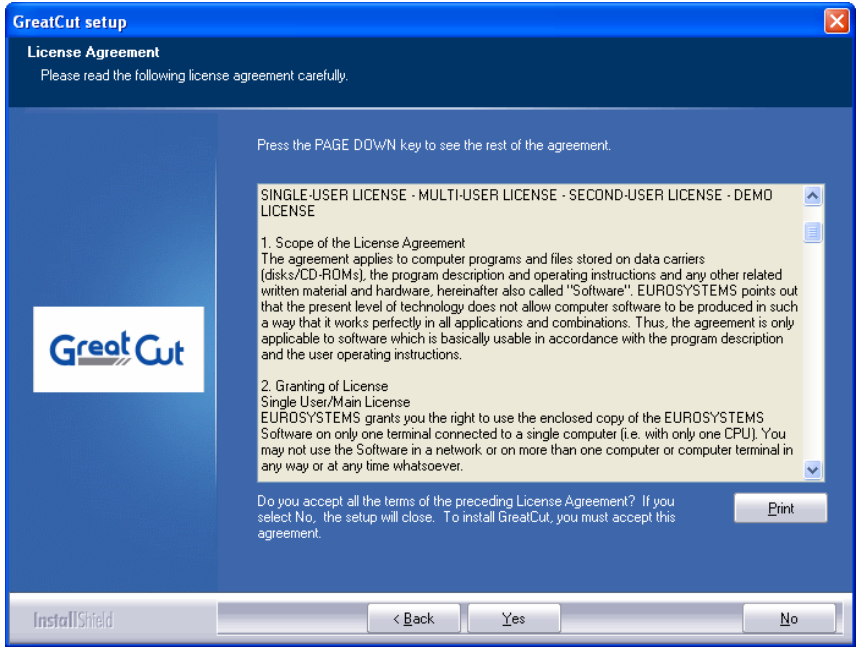 GreatCut setup
License Agreement
Please read the following license agreement carefully.
Press the PAGE DOWN key to see the rest of the agreement.
SINGLE-USER LICENSE - MULTI-USER LICENSE - SECOND-USER LICENSE - DEMO
LICENSE
1. Scope of the License Agreement
The agreement applies to computer programs and files stored on data carriers
(disks/CD-ROMs), the program description and operating instructions and any other related
written material and hardware, hereinafter also called "Software". EUROSYSTEMS points out
that the present level of technology does not allow computer software to be produced in such
a way that it works perfectly in all applications and combinations. Thus, the agreement is only
applicable to software which is basically usable in accordance with the program description
and the user operating instructions.
2. Granting of License
Single User/Main License
EUROSYSTEMS grants you the right to use the enclosed copy of the EUROSYSTEMS
Software on only one terminal connected to a single computer (i.e. with only one CPU). You
may not use the Software in a network or on more than one computer or computer terminal in
any way or at any time whatsoever.
Great Cut
Do you accept all the terms of the preceding License Agreement? If you
select No, the setup will close. To install GreatCut, you must accept this
agreement.
Print
InstallShield
< Back
Yes
No